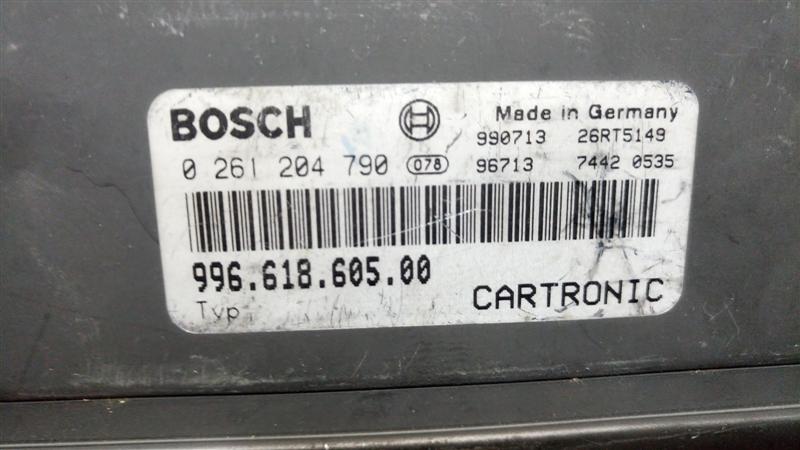 BOSCH
Made in Germany
990713 26RT5149
0 261 204 790 078 96713 7442 0535
996.618.605.00
Typ
CARTRONIC